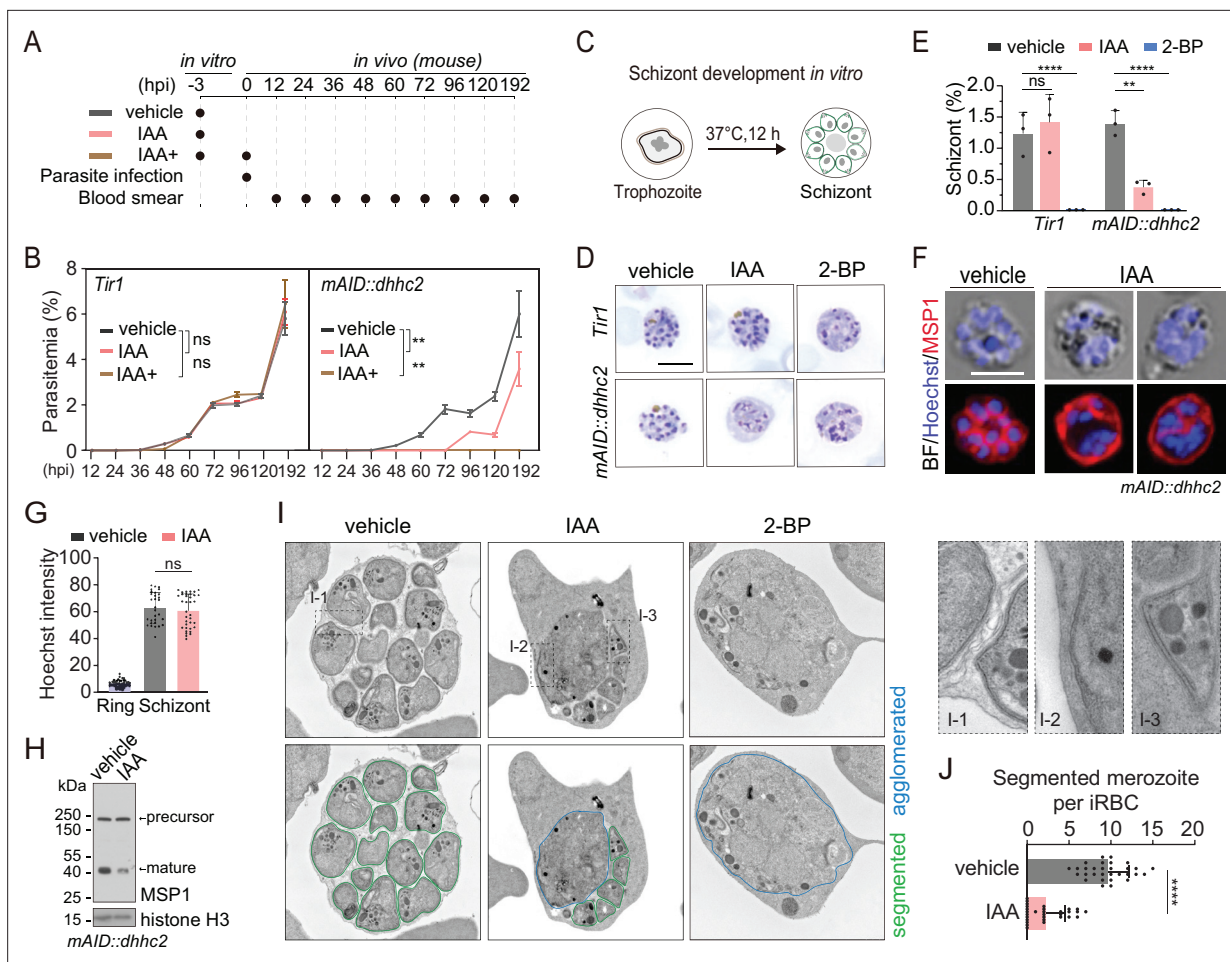 A
in vitro
in vivo (mouse)
(hpi) -3 0 12 24 36 48 72 96 120 192
vehicle
IAA
IAA+
Parasite infection
Blood smear
B
Parasitemia (%)
8
6
4
2
0
Tir1
vehicle
IAA
IAA+
ns
ns
mAID::dhhc2
vehicle
IAA
IAA+
**
**
(hpi) 12 24 36 48 60 72 96 120 192 12 24 36 48 60 72 96 120 192
C
Schizont development in vitro
37°C,12 h
Trophozoite
Schizont
D
vehicle IAA 2-BP
Tir1
mAID::dhhc2
E
vehicle IAA 2-BP
Schizont (%)
2.0
1.5
1.0
0.5
0.0
****
ns
****
**
Tir1 mAID::dhhc2
F
vehicle IAA
BF/Hoechst/MSP1
mAID::dhhc2
G
vehicle IAA
Hoechst intensity
100
80
60
40
20
0
ns
Ring Schizont
H
vehicle
IAA
kDa
250
150
55
40
25
15
←precursor
←mature
MSP1
histone H3
mAID::dhhc2
I
vehicle IAA 2-BP
I-1
I-2
I-3
segmented agglomerated
I-1
I-2
I-3
J
Segmented merozoite
per iRBC
0 5 10 15 20
vehicle
IAA
****